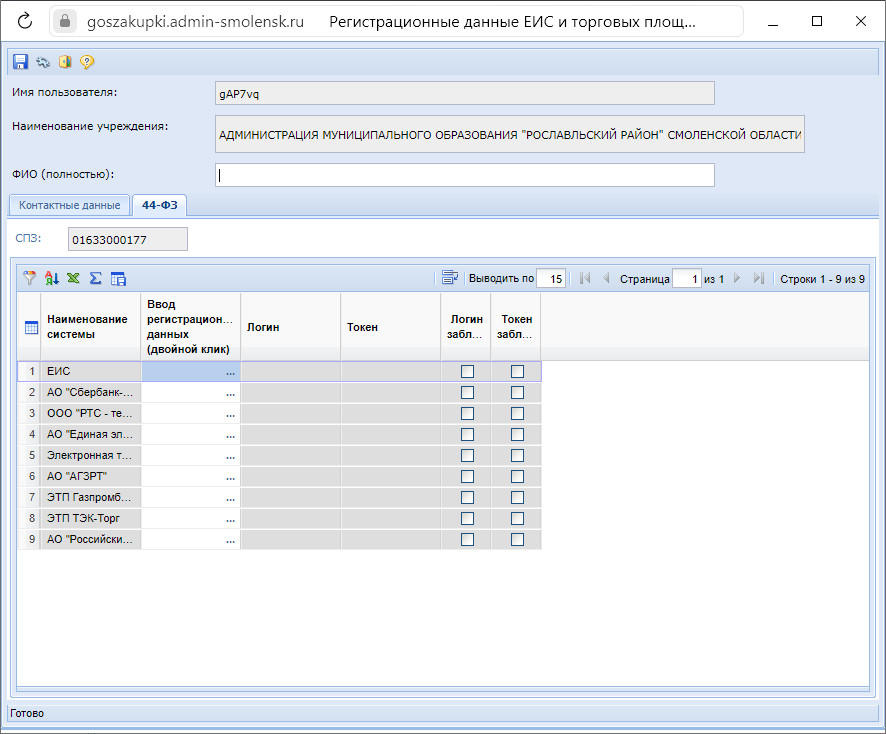 goszakupki.admin-smolensk.ru Регистрационные данные ЕИС и торговых площ...
Имя пользователя: gAP7vq
Наименование учреждения: АДМИНИСТРАЦИЯ МУНИЦИПАЛЬНОГО ОБРАЗОВАНИЯ "РОСЛАВЛЬСКИЙ РАЙОН" СМОЛЕНСКОЙ ОБЛАСТИ
ФИО (полностью):
Контактные данные 44-ФЗ
СПЗ: 01633000177
Выводить по 15 Страница 1 из 1 Строки 1 - 9 из 9
Наименование системы
Ввод регистрацион... данных (двойной клик)
Логин
Токен
Логин забл...
Токен забл...
1 ЕИС ...
2 АО "Сбербанк-... ...
3 ООО "РТС - те... ...
4 АО "Единая эл... ...
5 Электронная т... ...
6 АО "АГЗРТ" ...
7 ЭТП Газпромб... ...
8 ЭТП ТЭК-Торг ...
9 АО "Российски... ...
Готово